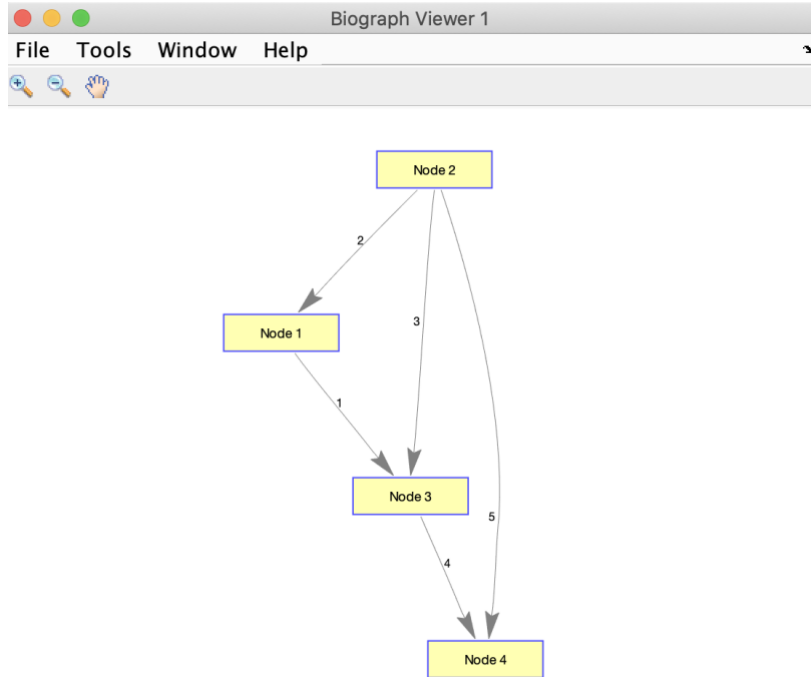 Biograph Viewer 1
File Tools Window Help
Node 2
2
3
Node 1
1
Node 3
5
4
Node 4